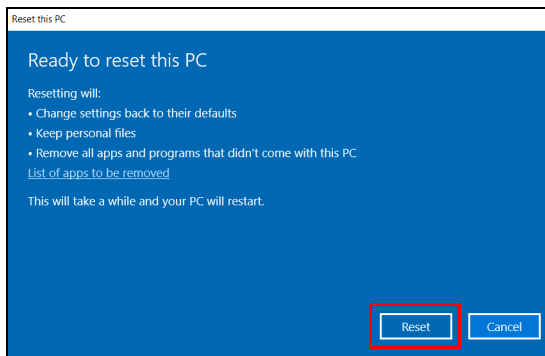 Reset this PC
Ready to reset this PC
Resetting will:
• Change settings back to their defaults
• Keep personal files
• Remove all apps and programs that didn't come with this PC
List of apps to be removed
This will take a while and your PC will restart.
Reset Cancel